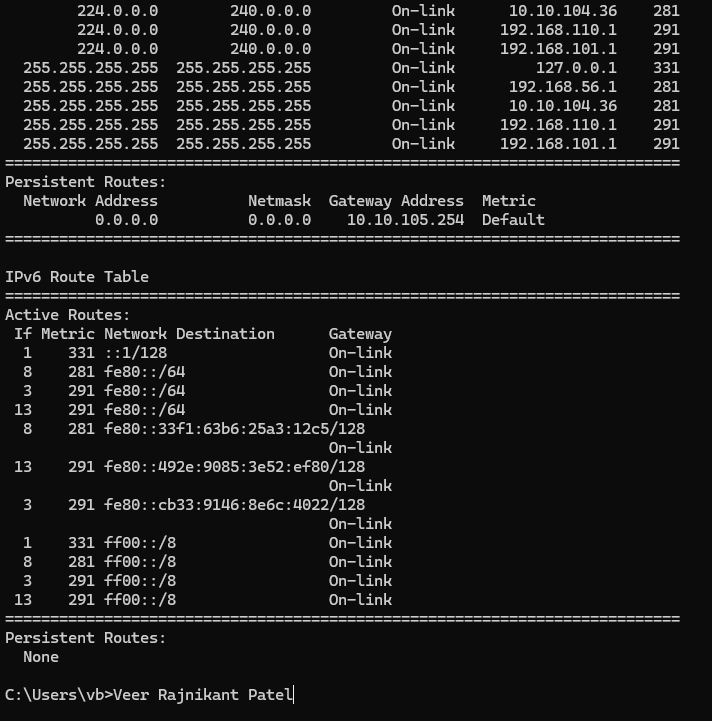 224.0.0.0 240.0.0.0 On-link 10.10.104.36 281
224.0.0.0 240.0.0.0 On-link 192.168.110.1 291
224.0.0.0 240.0.0.0 On-link 192.168.101.1 291
255.255.255.255 255.255.255.255 On-link 127.0.0.1 331
255.255.255.255 255.255.255.255 On-link 192.168.56.1 281
255.255.255.255 255.255.255.255 On-link 10.10.104.36 281
255.255.255.255 255.255.255.255 On-link 192.168.110.1 291
255.255.255.255 255.255.255.255 On-link 192.168.101.1 291
===========================================================================
Persistent Routes:
Network Address Netmask Gateway Address Metric
0.0.0.0 0.0.0.0 10.10.105.254 Default
===========================================================================
IPv6 Route Table
===========================================================================
Active Routes:
If Metric Network Destination Gateway
1 331 ::1/128 On-link
8 281 fe80::/64 On-link
3 291 fe80::/64 On-link
13 291 fe80::/64 On-link
8 281 fe80::33f1:63b6:25a3:12c5/128
On-link
13 291 fe80::492e:9085:3e52:ef80/128
On-link
3 291 fe80::cb33:9146:8e6c:4022/128
On-link
1 331 ff00::/8 On-link
8 281 ff00::/8 On-link
3 291 ff00::/8 On-link
13 291 ff00::/8 On-link
===========================================================================
Persistent Routes:
None
C:\Users\vb>Veer Rajnikant Patel